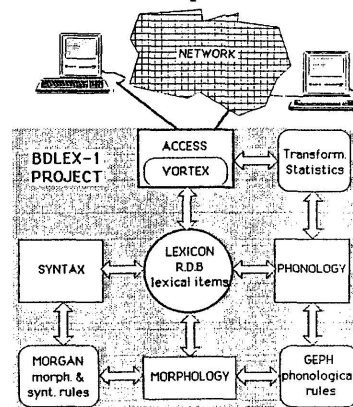 NETWORK
BDLEX-1
PROJECT
ACCESS
VORTEX
Transform.
Statistics
SYNTAX
LEXICON
R.D.B
lexical items
PHONOLOGY
MORGAN
morph. &
synt. rules
MORPHOLOGY
GEPH
phonological
rules